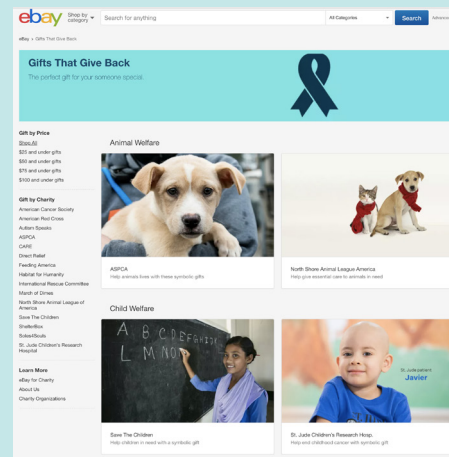 ebay
Shop by
category
Search for anything
All Categories
Search
Advanced
eBay > Gifts That Give Back
Gifts That Give Back
The perfect gift for your someone special.
Gift by Price
Shop All
$25 and under gifts
$50 and under gifts
$75 and under gifts
$100 and under gifts
Gift by Charity
American Cancer Society
American Red Cross
Autism Speaks
ASPCA
CARE
Direct Relief
Feeding America
Habitat for Humanity
International Rescue Committee
March of Dimes
North Shore Animal League of
America
Save The Children
ShelterBox
Soles4Souls
St. Jude Children's Research
Hospital
Learn More
eBay for Charity
About Us
Charity Organizations
Animal Welfare
ASPCA
Help animals lives with these symbolic gifts
North Shore Animal League America
Help give essential care to animals in need
Child Welfare
A B C D E F G H I J K
L M N O
Save The Children
Help children in need with a symbolic gift
St. Jude patient
Javier
St. Jude Children's Research Hosp.
Help end childhood cancer with symbolic gift